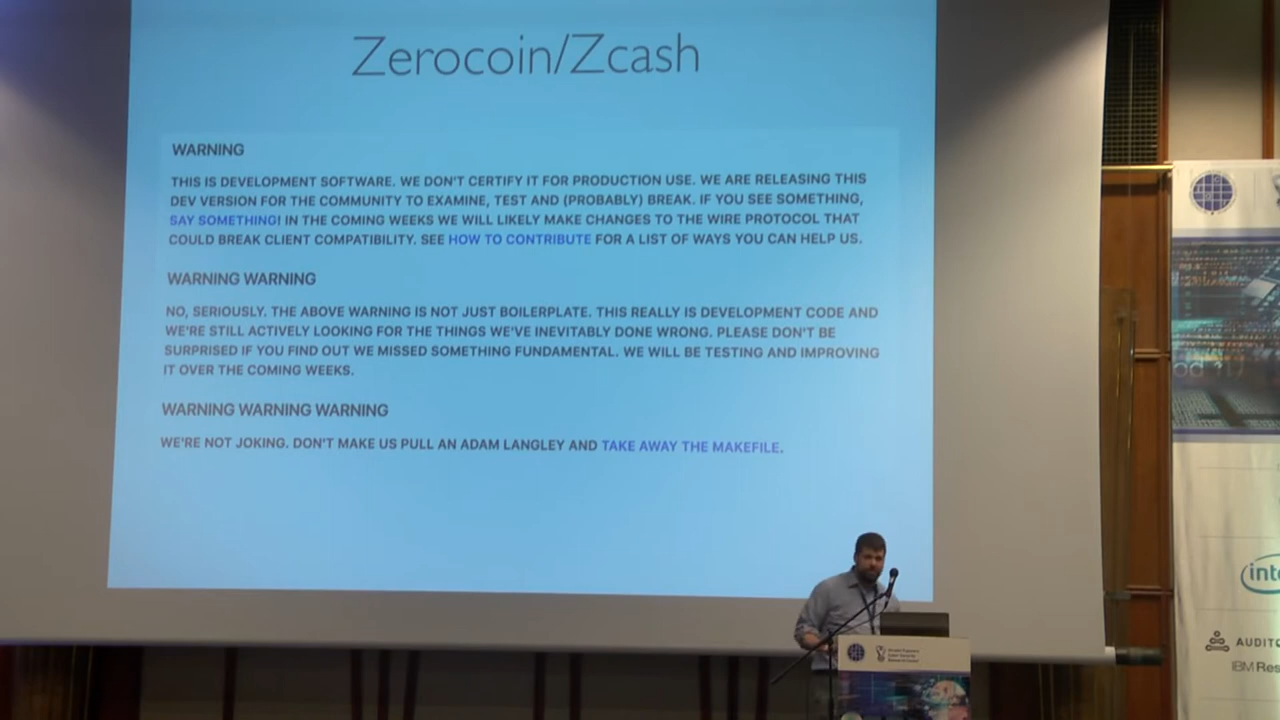 Zerocoin/Zcash
WARNING
THIS IS DEVELOPMENT SOFTWARE. WE DON'T CERTIFY IT FOR PRODUCTION USE. WE ARE RELEASING THIS
DEV VERSION FOR THE COMMUNITY TO EXAMINE, TEST AND (PROBABLY) BREAK. IF YOU SEE SOMETHING,
SAY SOMETHING! IN THE COMING WEEKS WE WILL LIKELY MAKE CHANGES TO THE WIRE PROTOCOL THAT
COULD BREAK CLIENT COMPATIBILITY. SEE HOW TO CONTRIBUTE FOR A LIST OF WAYS YOU CAN HELP US.
WARNING WARNING
NO, SERIOUSLY. THE ABOVE WARNING IS NOT JUST BOILERPLATE. THIS REALLY IS DEVELOPMENT CODE AND
WE'RE STILL ACTIVELY LOOKING FOR THE THINGS WE'VE INEVITABLY DONE WRONG. PLEASE DON'T BE
SURPRISED IF YOU FIND OUT WE MISSED SOMETHING FUNDAMENTAL. WE WILL BE TESTING AND IMPROVING
IT OVER THE COMING WEEKS.
WARNING WARNING WARNING
WE'RE NOT JOKING. DON'T MAKE US PULL AN ADAM LANGLEY AND TAKE AWAY THE MAKEFILE.
inte
AUDITO
IBM Res